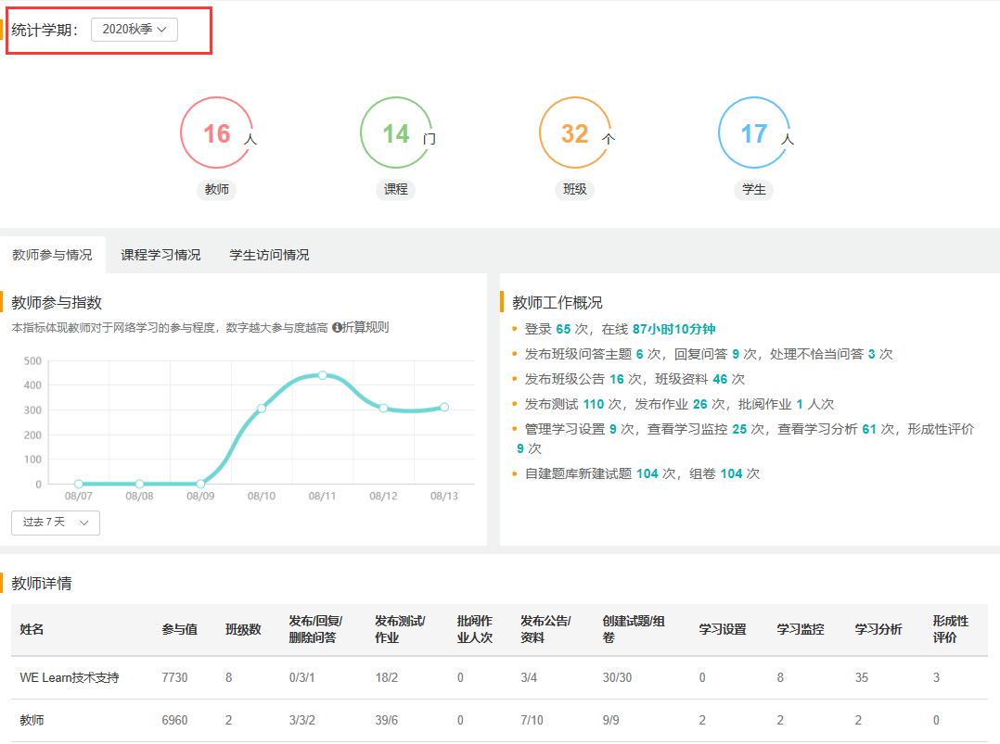 统计学期： 2020秋季
16 人 14 门 32 个 17 人
教师 课程 班级 学生
教师参与情况 课程学习情况 学生访问情况
教师参与指数
本指标体现教师对于网络学习的参与程度，数字越大参与度越高 折算规则
500
400
300
200
100
0
08/07 08/08 08/09 08/10 08/11 08/12 08/13
过去 7 天
教师工作概况
登录 65 次，在线 87小时10分钟
发布班级问答主题 6 次，回复问答 9 次，处理不恰当问答 3 次
发布班级公告 16 次，班级资料 46 次
发布测试 110 次，发布作业 26 次，批阅作业 1 人次
管理学习设置 9 次，查看学习监控 25 次，查看学习分析 61 次，形成性评价
9 次
自建题库新建试题 104 次，组卷 104 次
教师详情
姓名 参与值 班级数 发布/回复/ 发布测试/ 批阅作 发布公告/ 创建试题/组 学习设置 学习监控 学习分析 形成性
删除问答 作业 业人次 资料 卷 评价
WE Learn技术支持 7730 8 0/3/1 18/2 0 3/4 30/30 0 8 35 3
教师 6960 2 3/3/2 39/6 0 7/10 9/9 2 2 2 0